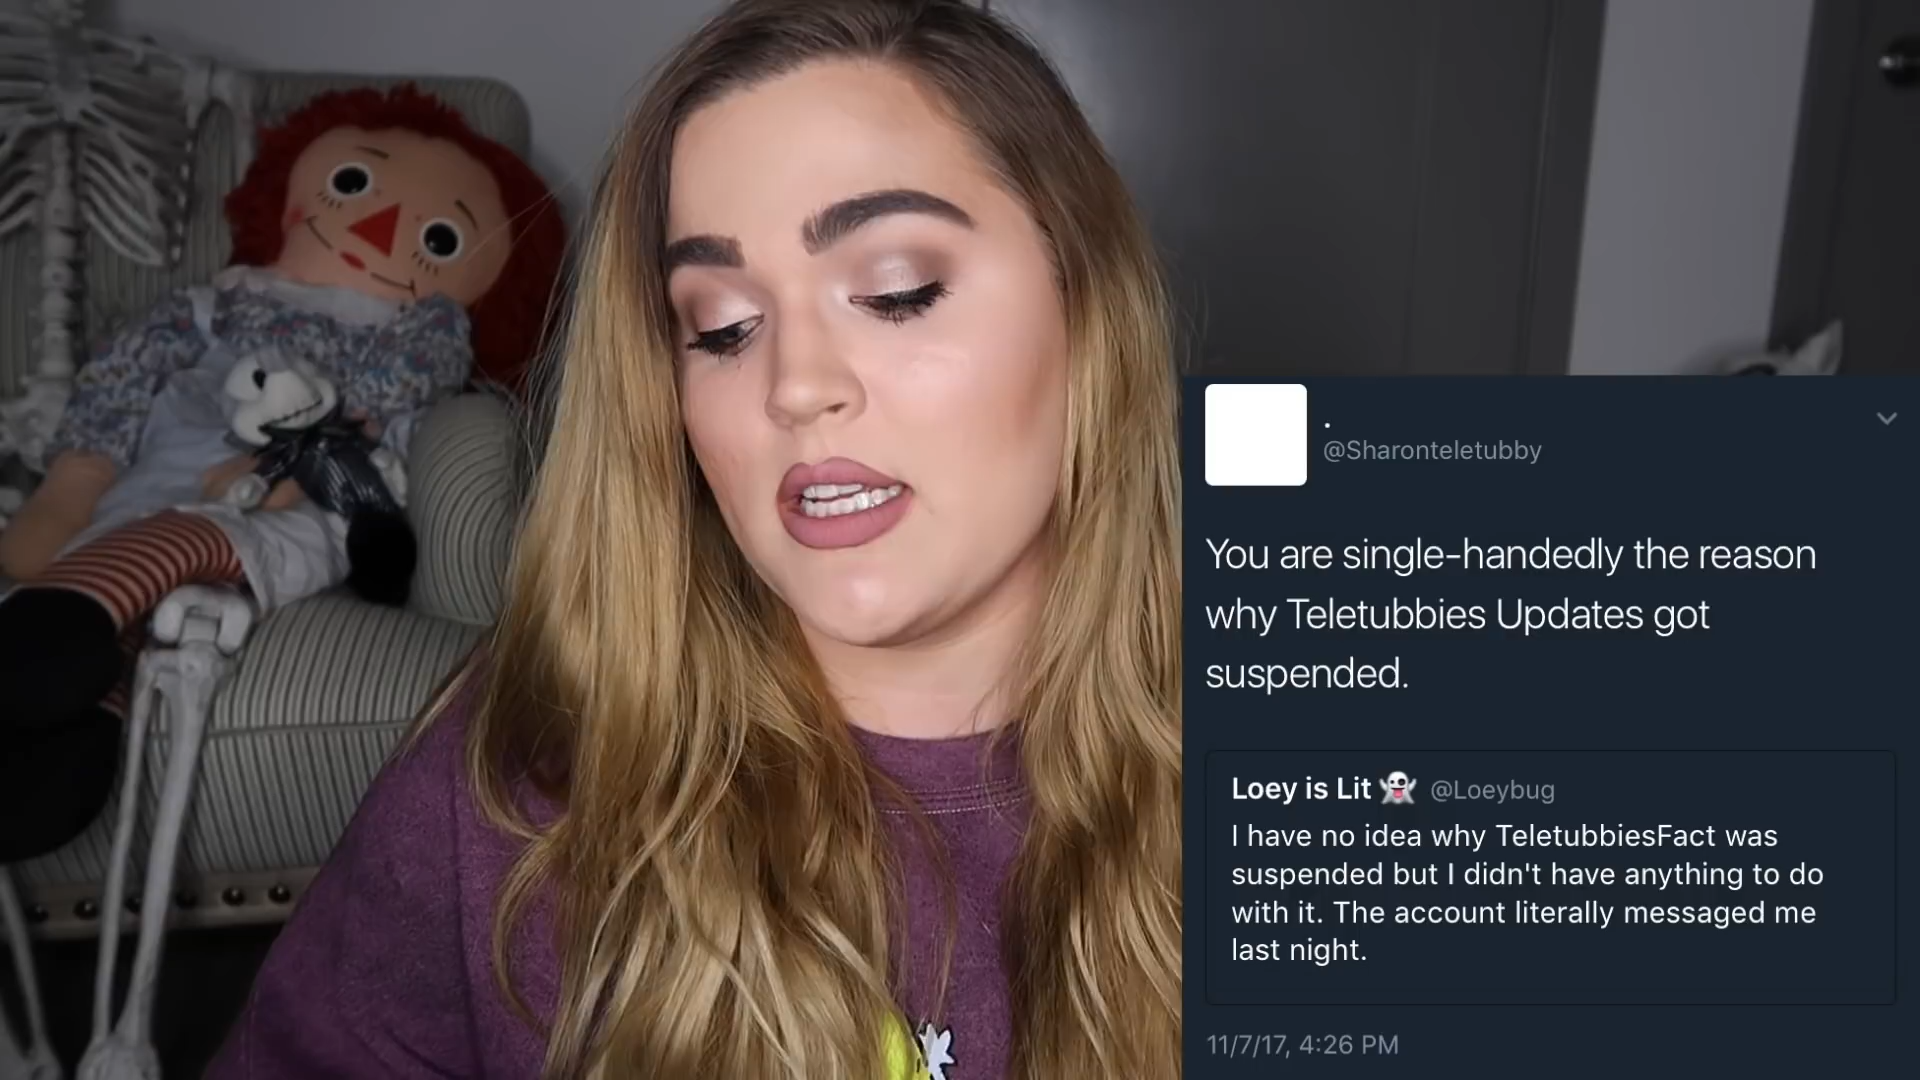 .
@Sharonteletubby
You are single-handedly the reason
why Teletubbies Updates got
suspended.
Loey is Lit 👻 @Loeybug
I have no idea why TeletubbiesFact was
suspended but I didn't have anything to do
with it. The account literally messaged me
last night.
11/7/17, 4:26 PM